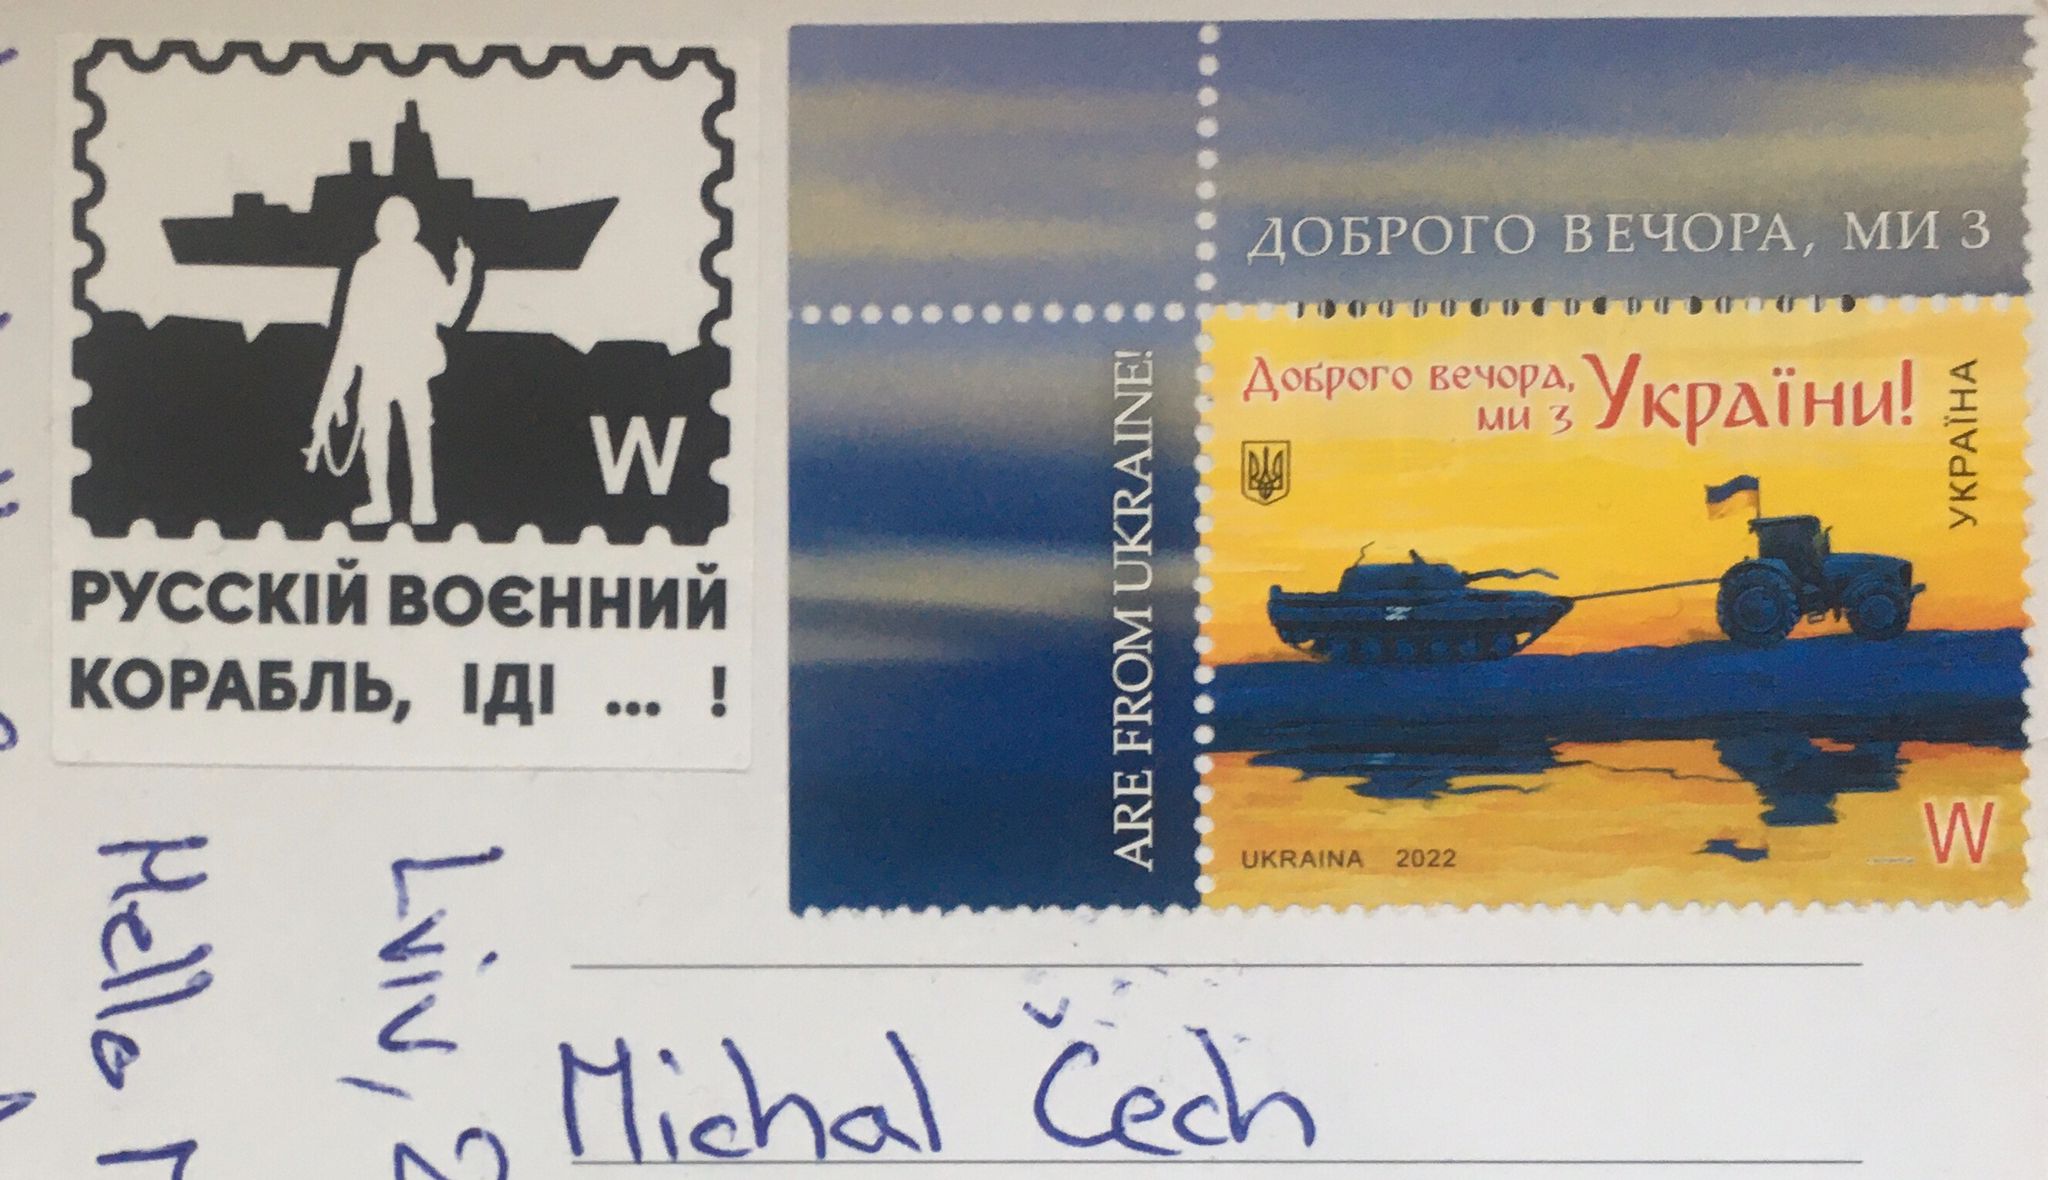 W
РУССКІЙ ВОЄННИЙ
КОРАБЛЬ, ІДІ ... !
ДОБРОГО ВЕЧОРА, МИ З
ARE FROM UKRAINE!
Доброго вечора,
ми з України!
УКРАЇНА
Z
UKRAINA 2022
W
Lviv, 2
Hello
Michal Čech